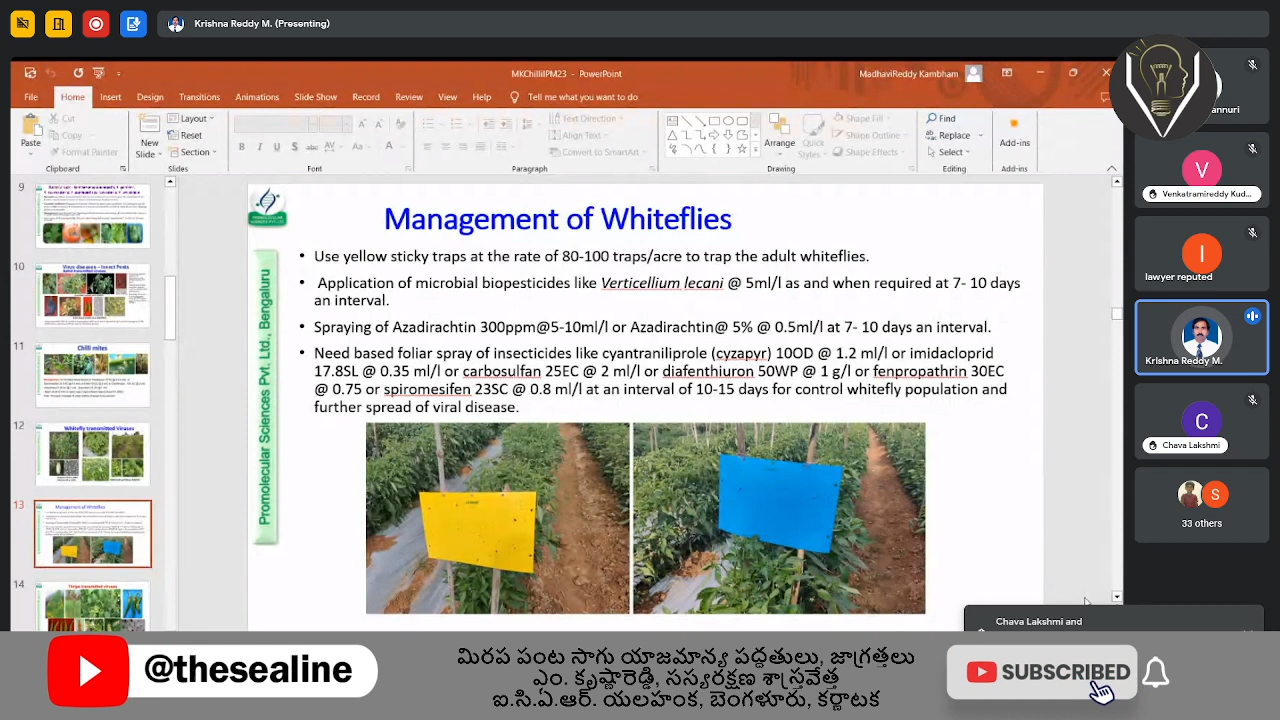 Krishna Reddy M. (Presenting)
MKChilliIPM23 - PowerPoint
MadhaviReddy Kambham
File Home Insert Design Transitions Animations Slide Show Record Review View Help Tell me what you want to do
Cut
Copy
Format Painter
Paste
Clipboard
New
Slide
Layout
Reset
Section
Slides
Font
Text Direction
Align Text
Convert to SmartArt
Paragraph
Arrange
Quick
Styles
Shape Fill
Shape Outline
Shape Effects
Drawing
Find
Replace
Select
Editing
Add-ins
Add-ins
9
10
Virus diseases – Insect Pests
11
Chilli mites
12
Whitefly transmitted Viruses
13
Management of Whiteflies
14
Thrips transmitted viruses
Management of Whiteflies
• Use yellow sticky traps at the rate of 80-100 traps/acre to trap the adult whiteflies.
• Application of microbial biopesticides like Verticellium lecani @ 5ml/l as and when required at 7- 10 days
an interval.
• Spraying of Azadirachtin 300ppm@5-10ml/l or Azadirachtin@ 5% @ 0.5ml/l at 7- 10 days an interval.
• Need based foliar spray of insecticides like cyantraniliprole (cyzapyr) 10OD @ 1.2 ml/l or imidacloprid
17.8SL @ 0.35 ml/l or carbosulfan 25EC @ 2 ml/l or diafenthiuron 50WP @1 g/l or fenpropathrin 30EC
@ 0.75 or spiromesifen 23SG@ 0.8 ml/l at an interval of 10-15 days to control whitefly population and
further spread of viral disease.
annuri
V
Venkatramireddy Kud...
I
lawyer reputed
Krishna Reddy M.
C
Chava Lakshmi
S
Chava Lakshmi and
@thesealine
మిరప పంట సాగు యాజమాన్య పద్ధతులు, జాగ్రత్తలు
ఎం. కృష్ణారెడ్డి, సస్యరక్షణ శాస్త్రవేత్త
ఐ.సి.ఏ.ఆర్. యలహంక, బెంగళూరు, కర్ణాటక
SUBSCRIBED